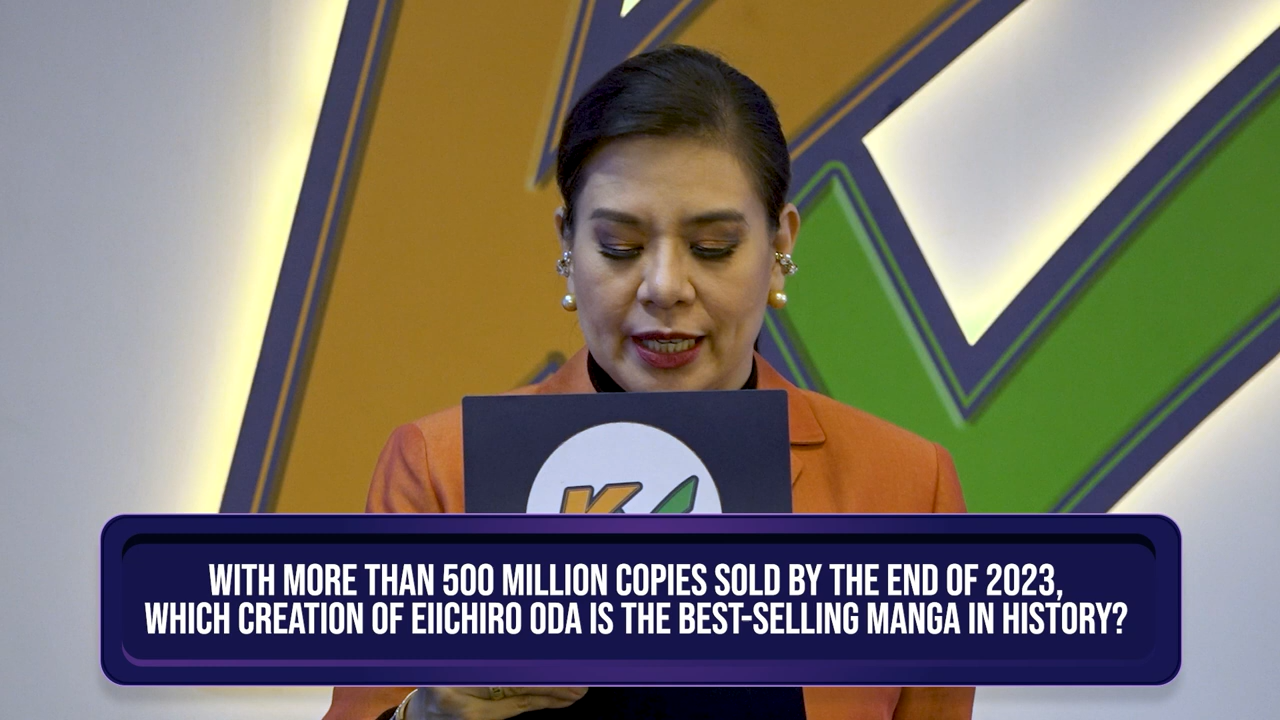 WITH MORE THAN 500 MILLION COPIES SOLD BY THE END OF 2023,
WHICH CREATION OF EIICHIRO ODA IS THE BEST-SELLING MANGA IN HISTORY?